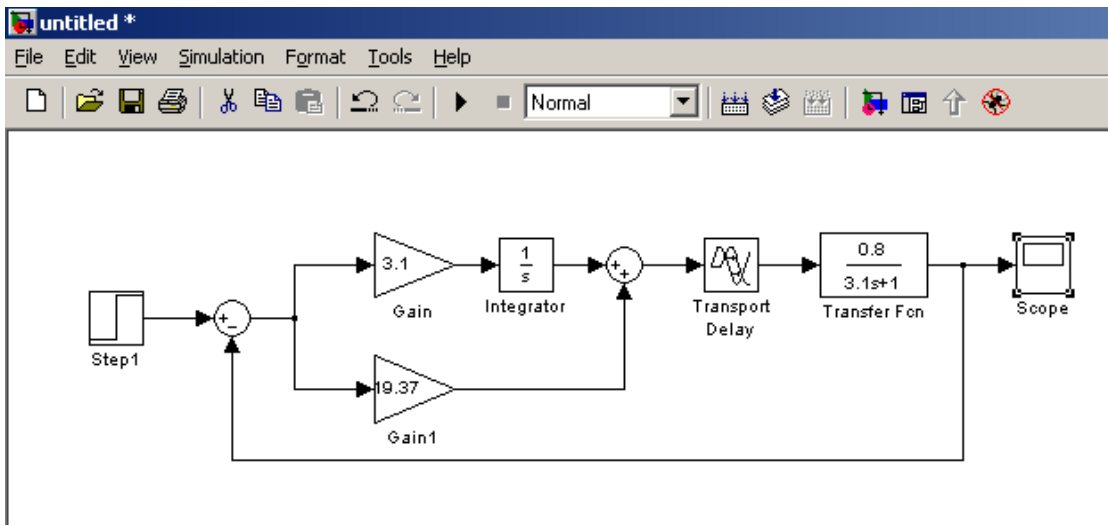 untitled *
File Edit View Simulation Format Tools Help
Normal
3.1
Gain
1
s
Integrator
+
-
+
+
Transport
Delay
0.8
3.1s+1
Transfer Fcn
Scope
Step1
19.37
Gain1